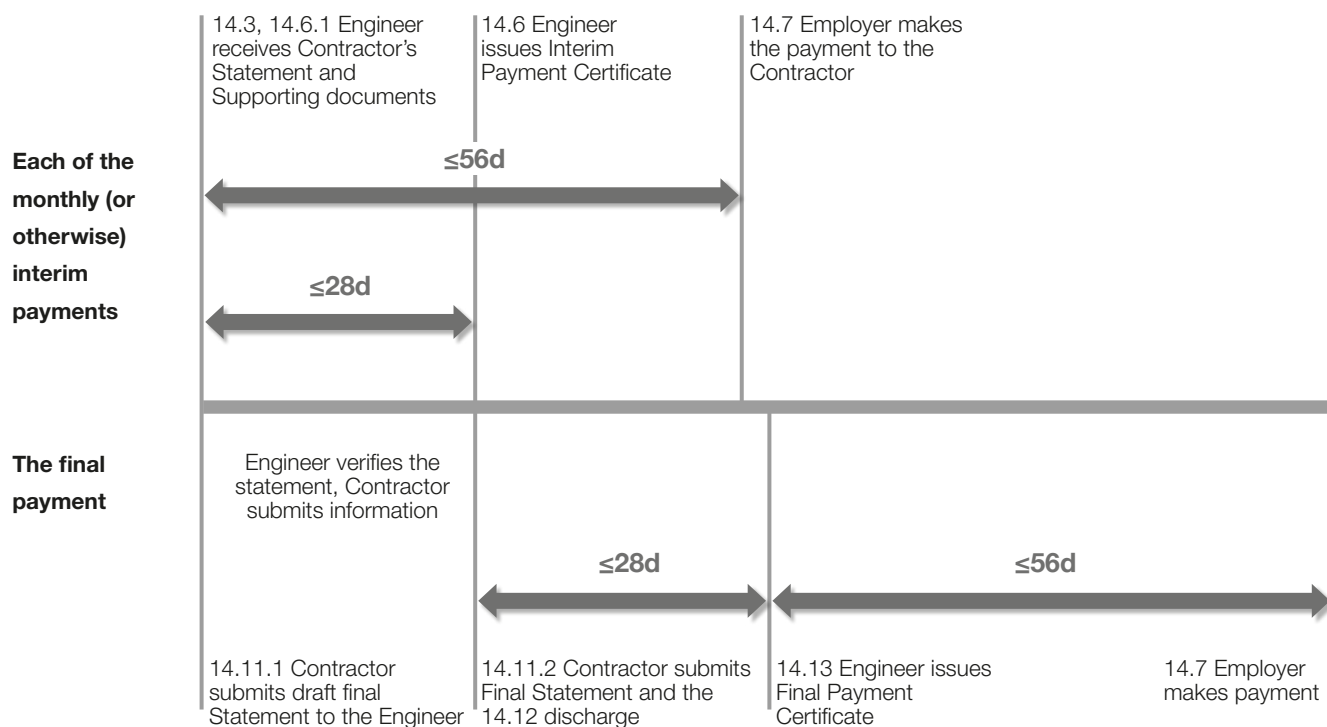 14.3, 14.6.1 Engineer
receives Contractor's
Statement and
Supporting documents
14.6 Engineer
issues Interim
Payment Certificate
14.7 Employer makes
the payment to the
Contractor
Each of the
monthly (or
otherwise)
interim
payments
≤56d
≤28d
The final
payment
Engineer verifies the
statement, Contractor
submits information
≤28d
≤56d
14.11.1 Contractor
submits draft final
Statement to the Engineer
14.11.2 Contractor submits
Final Statement and the
14.12 discharge
14.13 Engineer issues
Final Payment
Certificate
14.7 Employer
makes payment